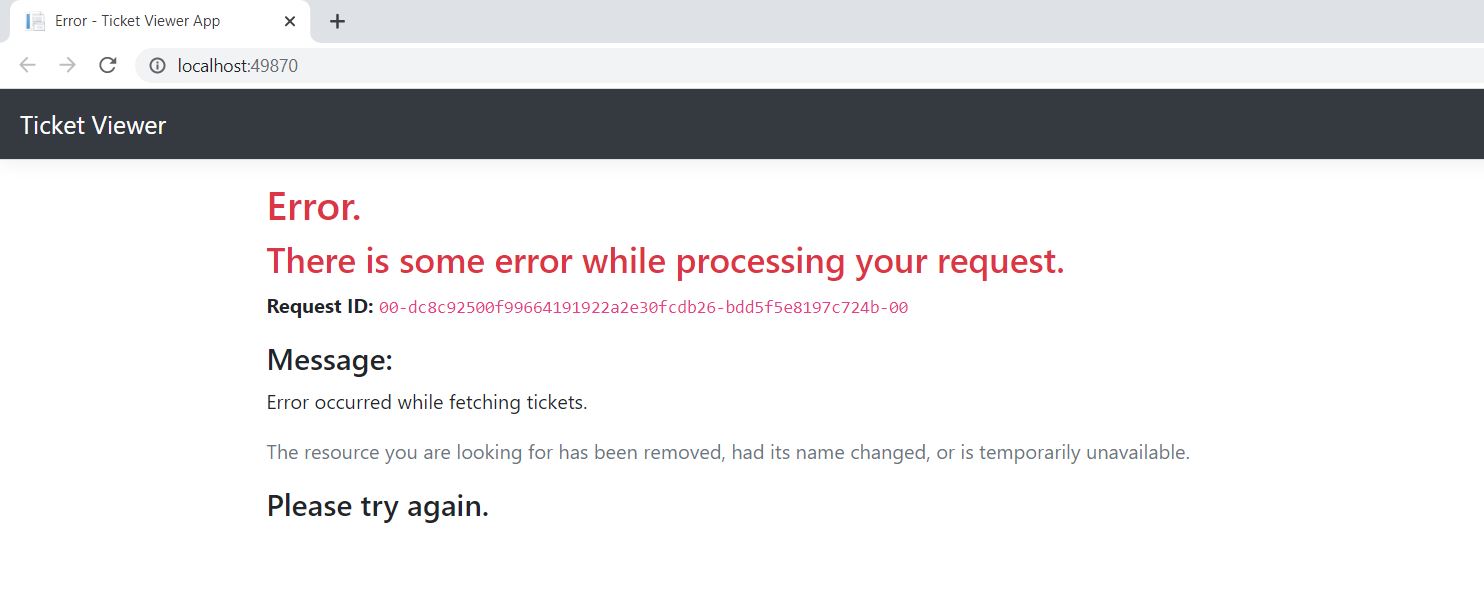 Error - Ticket Viewer App
localhost:49870
Ticket Viewer
Error.
There is some error while processing your request.
Request ID: 00-dc8c92500f99664191922a2e30fcdb26-bdd5f5e8197c724b-00
Message:
Error occurred while fetching tickets.
The resource you are looking for has been removed, had its name changed, or is temporarily unavailable.
Please try again.